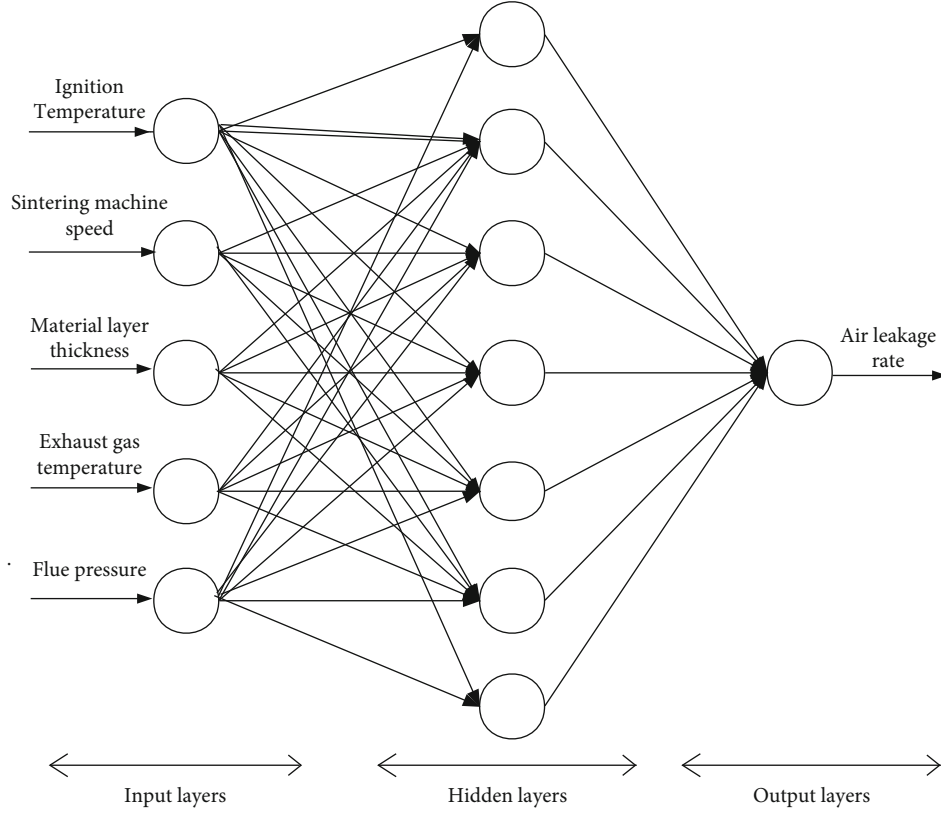 Ignition
Temperature
Sintering machine
speed
Material layer
thickness
Exhaust gas
temperature
Flue pressure
Air leakage
rate
Input layers
Hidden layers
Output layers